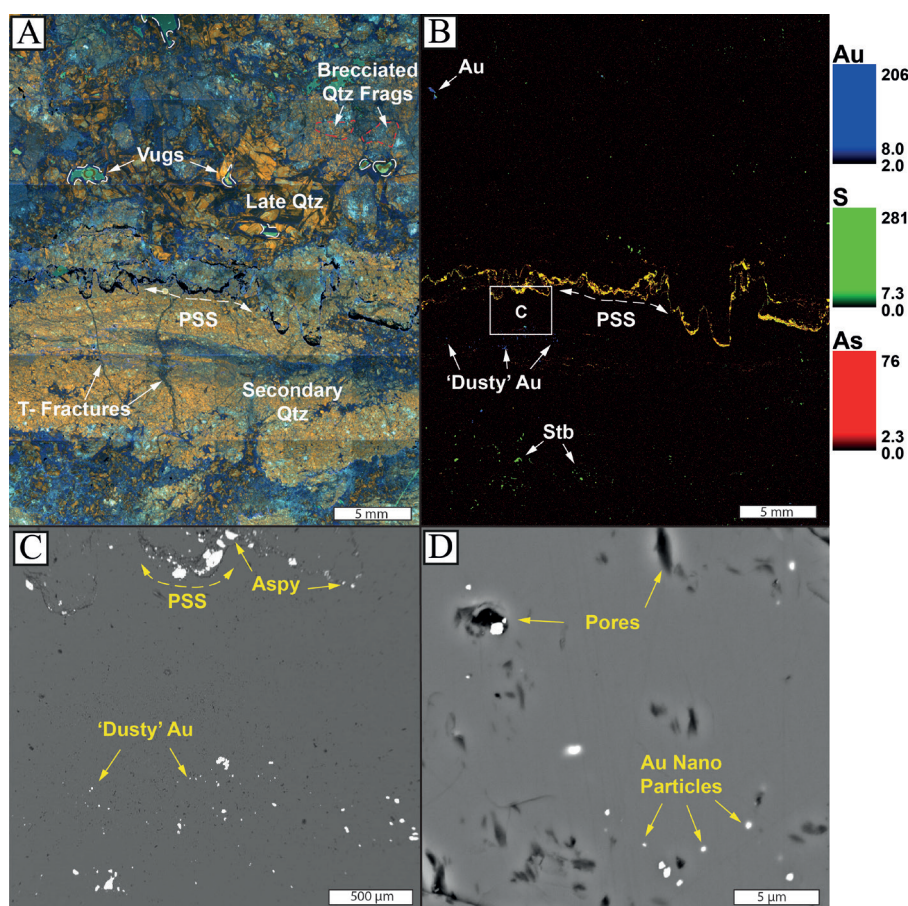 A
Brecciated
Qtz Frags
Vugs
Late Qtz
PSS
T- Fractures
Secondary
Qtz
5 mm
B
Au
C
PSS
'Dusty' Au
Stb
5 mm
Au
206
8.0
2.0
S
281
7.3
0.0
As
76
2.3
0.0
C
PSS
Aspy
'Dusty' Au
500 µm
D
Pores
Au Nano
Particles
5 µm